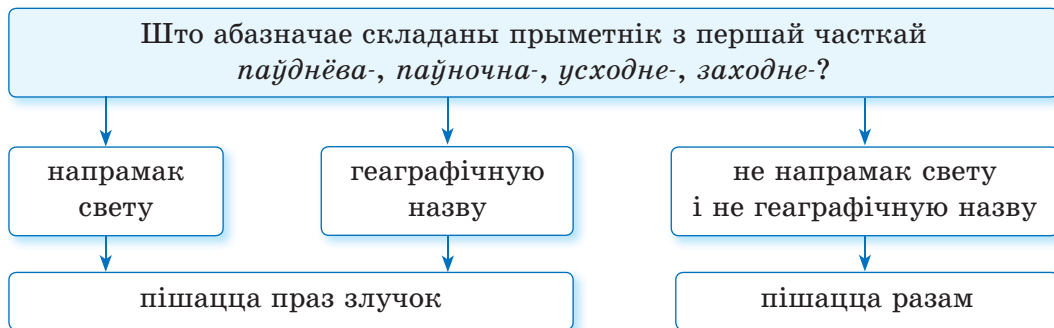 Што абазначае складаны прыметнік з першай часткай
паўднёва-, паўночна-, усходне-, заходне-?
напрамак
свету
геаграфічную
назву
не напрамак свету
і не геаграфічную назву
пішацца праз злучок
пішацца разам